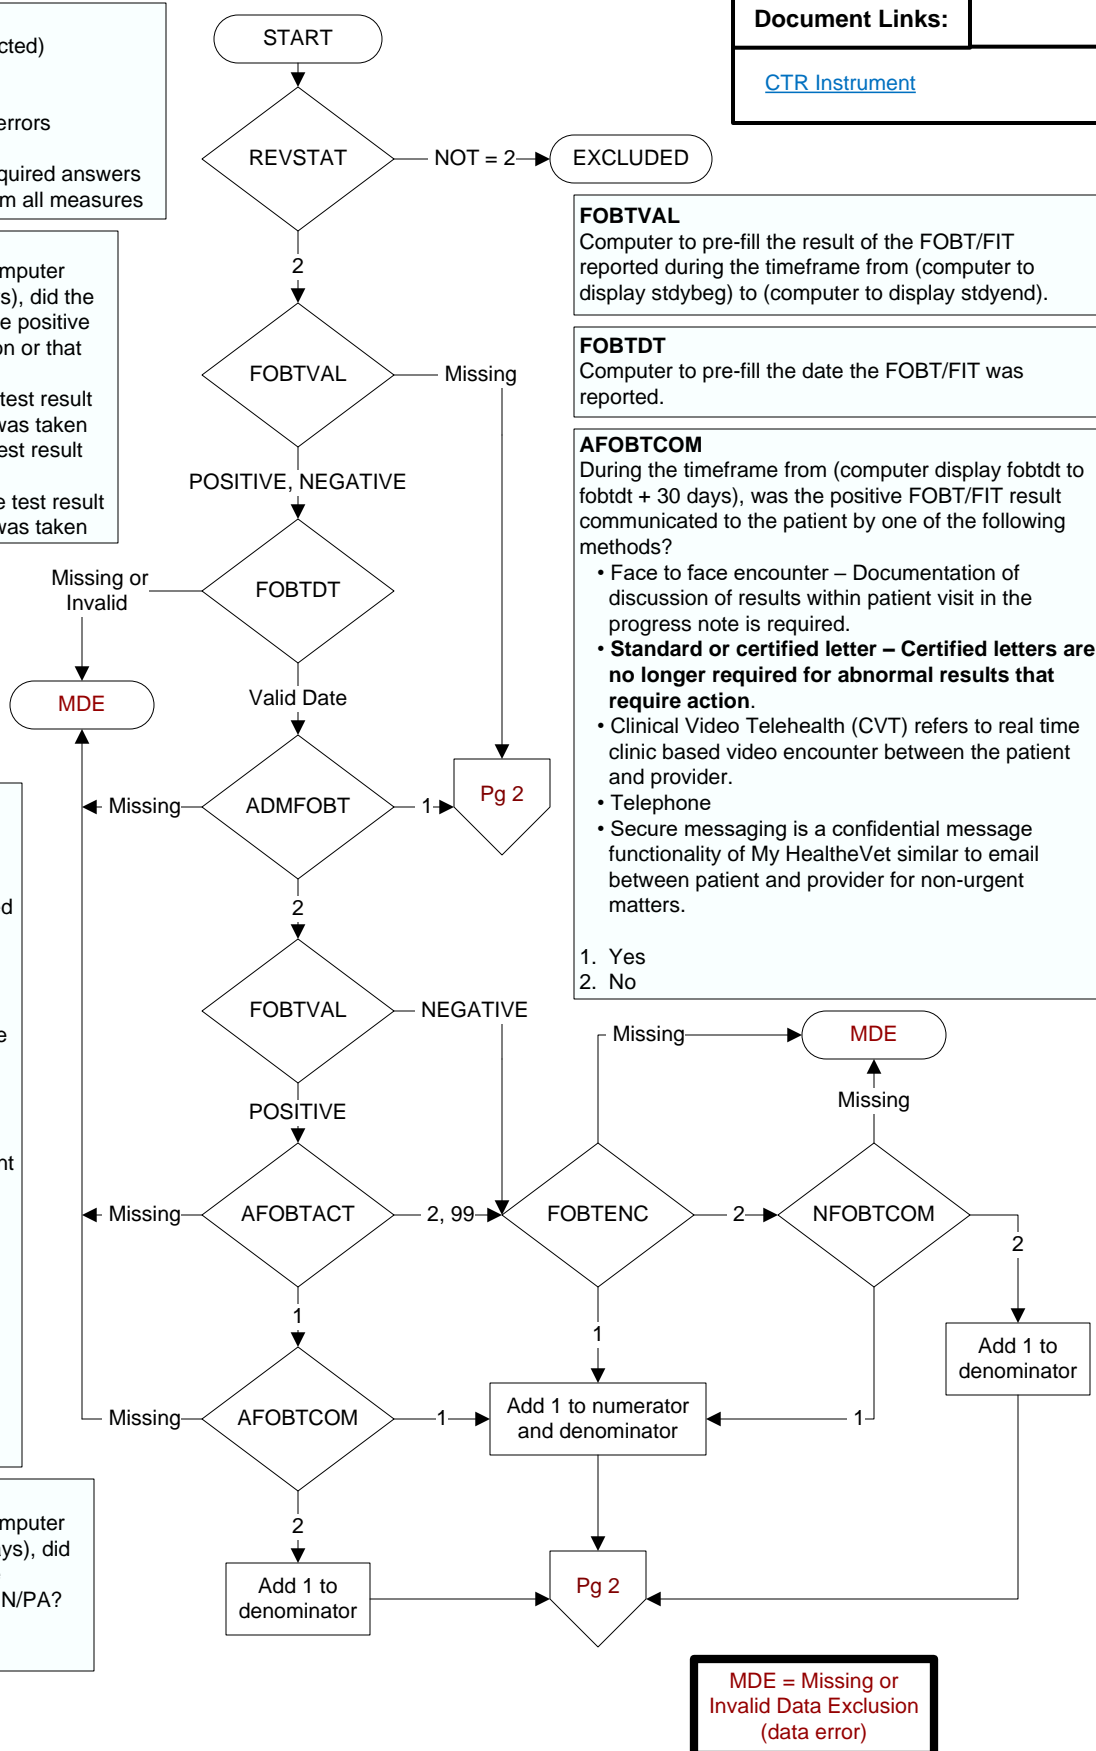 Document Links:
CTR Instrument
cted)
errors
quired answers
m all measures
mputer
s), did the
e positive
on or that
test result
was taken
est result
e test result
was taken
ed
e
nt
mputer
ays), did
N/PA?
START
REVSTAT
NOT = 2
EXCLUDED
2
FOBTVAL
Missing
POSITIVE, NEGATIVE
FOBTDT
Missing or
Invalid
MDE
Valid Date
ADMFOBT
Missing
1
Pg 2
2
FOBTVAL
NEGATIVE
POSITIVE
AFOBTACT
Missing
2, 99
FOBTENC
Missing
MDE
Missing
2
NFOBTCOM
2
1
1
Add 1 to
denominator
AFOBTCOM
Missing
1
Add 1 to numerator
and denominator
1
2
Add 1 to
denominator
Pg 2
FOBTVAL
Computer to pre-fill the result of the FOBT/FIT
reported during the timeframe from (computer to
display stdybeg) to (computer to display stdyend).
FOBTDT
Computer to pre-fill the date the FOBT/FIT was
reported.
AFOBTCOM
During the timeframe from (computer display fobtdt to
fobtdt + 30 days), was the positive FOBT/FIT result
communicated to the patient by one of the following
methods?
• Face to face encounter – Documentation of
discussion of results within patient visit in the
progress note is required.
• Standard or certified letter – Certified letters are
no longer required for abnormal results that
require action.
• Clinical Video Telehealth (CVT) refers to real time
clinic based video encounter between the patient
and provider.
• Telephone
• Secure messaging is a confidential message
functionality of My HealtheVet similar to email
between patient and provider for non-urgent
matters.
1. Yes
2. No
MDE = Missing or
Invalid Data Exclusion
(data error)